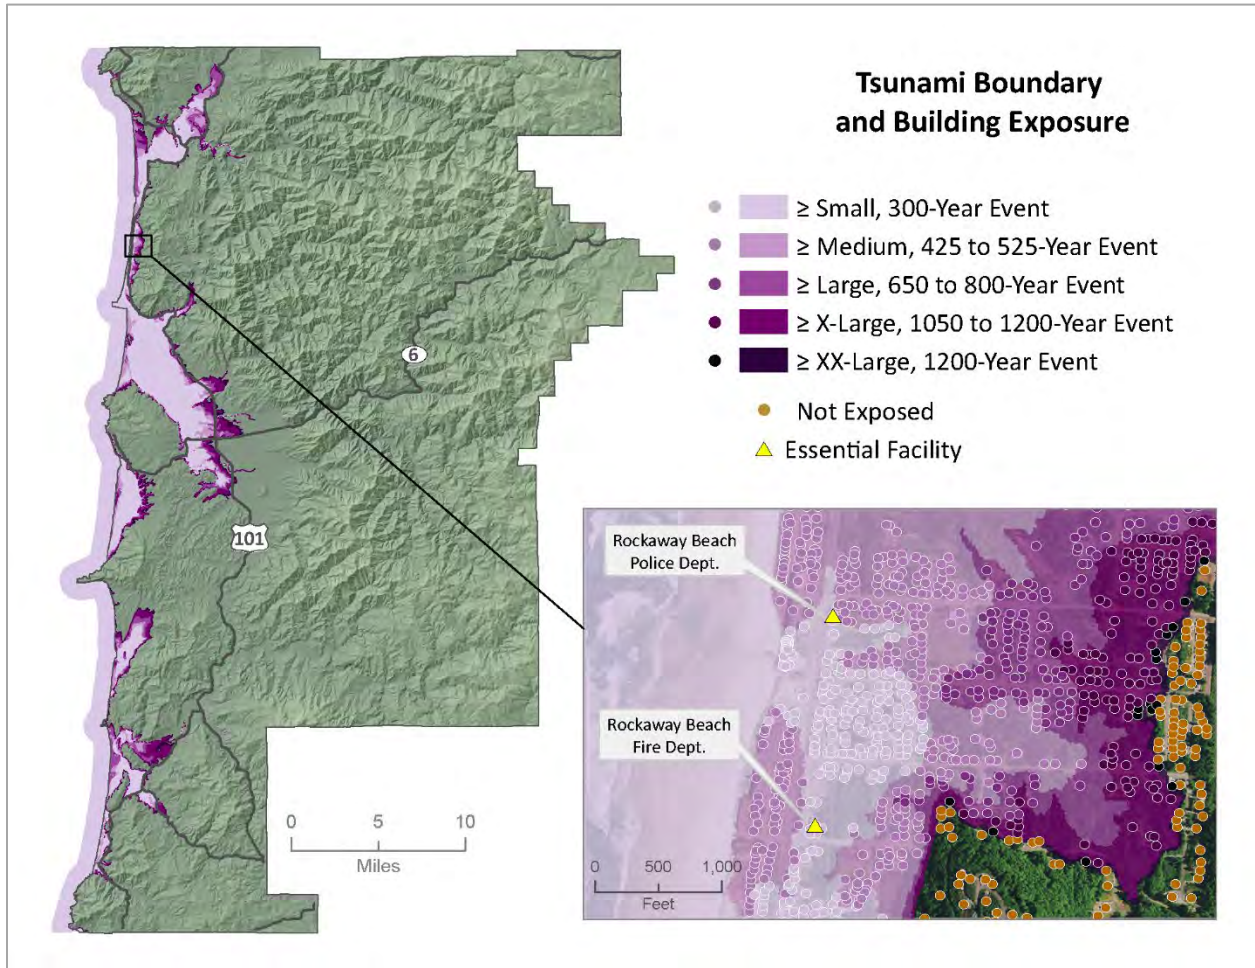 Tsunami Boundary
and Building Exposure
≥ Small, 300-Year Event
≥ Medium, 425 to 525-Year Event
≥ Large, 650 to 800-Year Event
≥ X-Large, 1050 to 1200-Year Event
≥ XX-Large, 1200-Year Event
Not Exposed
Essential Facility
6
101
0 5 10
Miles
Rockaway Beach
Police Dept.
Rockaway Beach
Fire Dept.
0 500 1,000
Feet